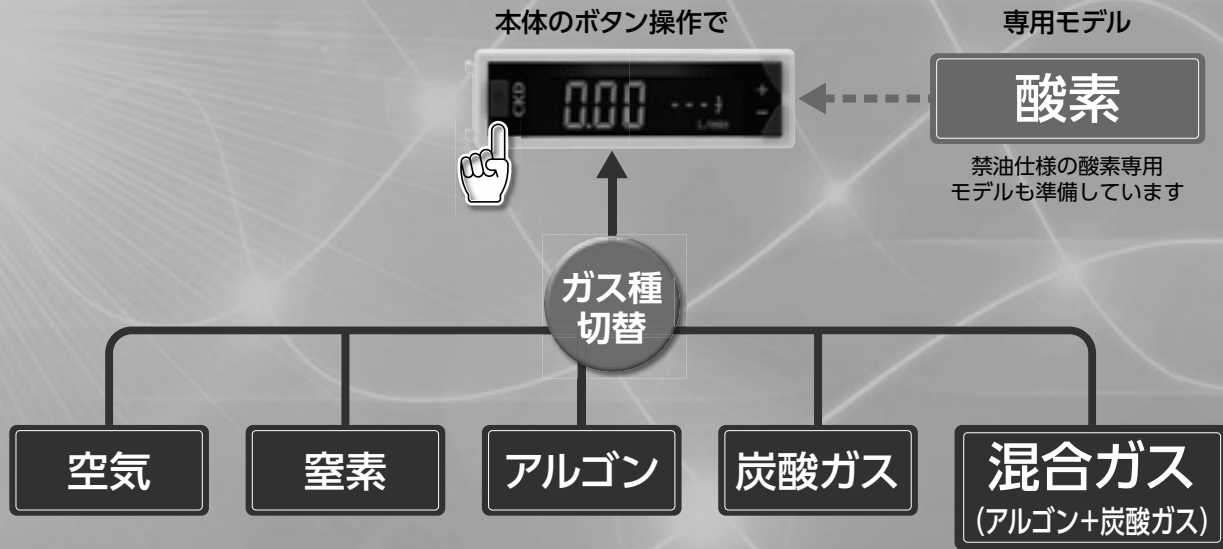 本体のボタン操作で
専用モデル
CKD
0.00
L/min
+
−
酸素
禁油仕様の酸素専用
モデルも準備しています
ガス種
切替
空気
窒素
アルゴン
炭酸ガス
混合ガス
(アルゴン+炭酸ガス)